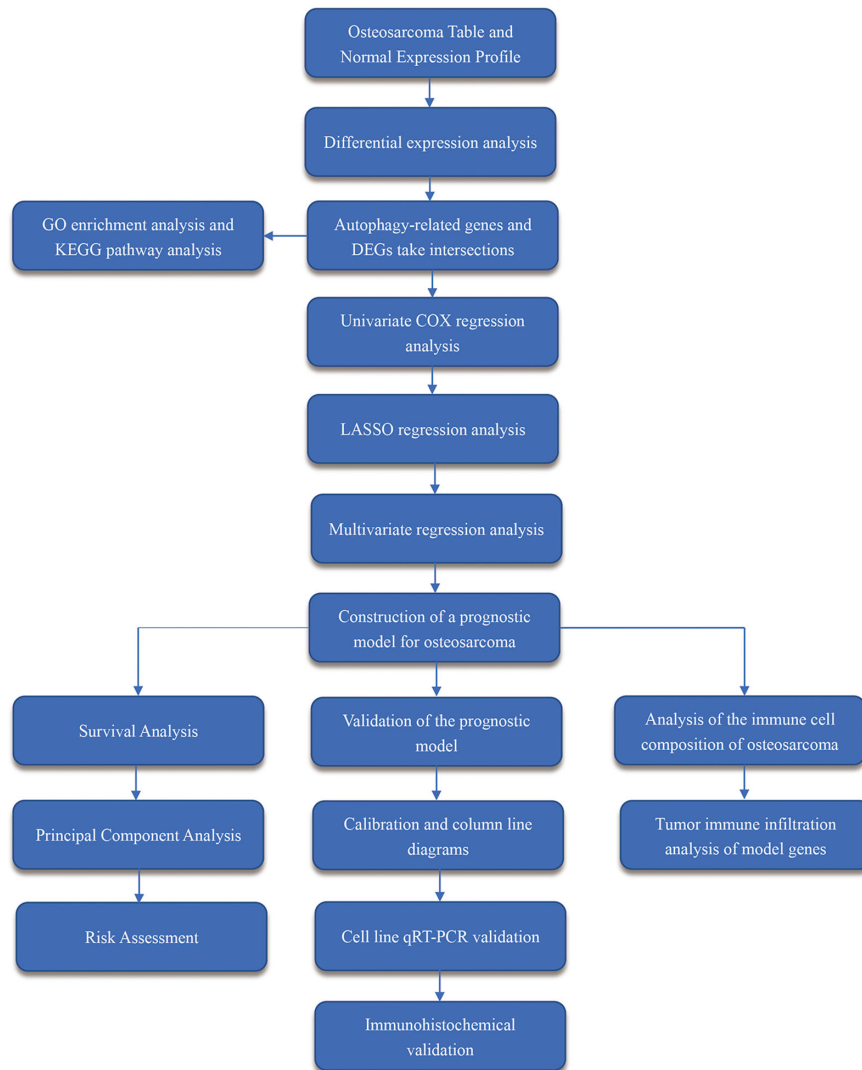 Osteosarcoma Table and
Normal Expression Profile
Differential expression analysis
GO enrichment analysis and
KEGG pathway analysis
Autophagy-related genes and
DEGs take intersections
Univariate COX regression
analysis
LASSO regression analysis
Multivariate regression analysis
Construction of a prognostic
model for osteosarcoma
Survival Analysis
Validation of the prognostic
model
Analysis of the immune cell
composition of osteosarcoma
Principal Component Analysis
Calibration and column line
diagrams
Tumor immune infiltration
analysis of model genes
Risk Assessment
Cell line qRT-PCR validation
Immunohistochemical
validation